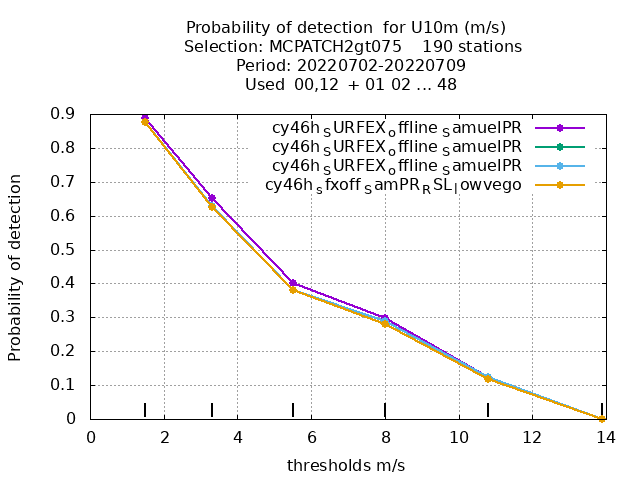 Probability of detection  for U10m (m/s)
Selection: MCPATCH2gt075    190 stations
Period: 20220702-20220709
Used  00,12  + 01 02 ... 48
cy46h_SURFEX_offline_SamuelPR
cy46h_SURFEX_offline_SamuelPR
cy46h_SURFEX_offline_SamuelPR
cy46h_sfxoff_SamPR_RSL_lowvego
Probability of detection
0.9
0.8
0.7
0.6
0.5
0.4
0.3
0.2
0.1
0
0 2 4 6 8 10 12 14
thresholds m/s